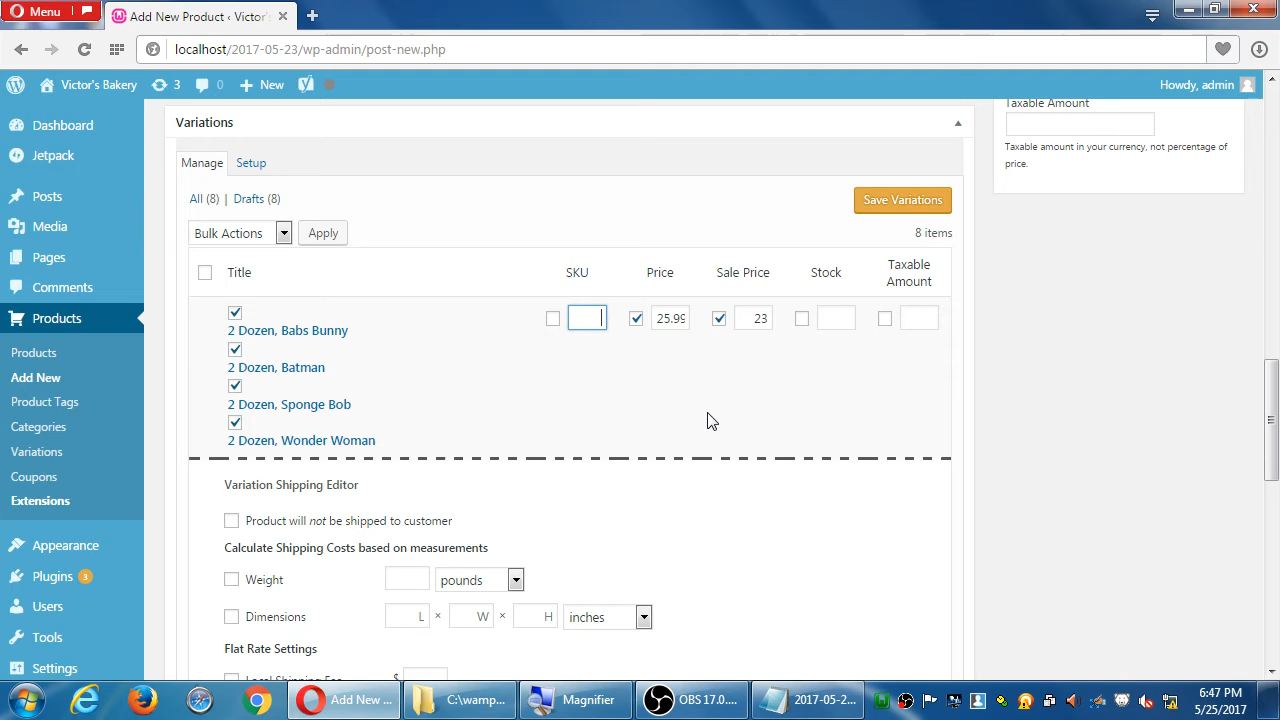 Menu
Add New Product ‹ Victor's
localhost/2017-05-23/wp-admin/post-new.php
Victor's Bakery
3
0
New
Howdy, admin
Dashboard
Jetpack
Posts
Media
Pages
Comments
Products
Products
Add New
Product Tags
Categories
Variations
Coupons
Extensions
Appearance
Plugins 3
Users
Tools
Settings
Variations
Manage
Setup
All (8) | Drafts (8)
Save Variations
Bulk Actions
Apply
8 items
Title
SKU
Price
Sale Price
Stock
Taxable Amount
2 Dozen, Babs Bunny
25.99
23
2 Dozen, Batman
2 Dozen, Sponge Bob
2 Dozen, Wonder Woman
Variation Shipping Editor
Product will not be shipped to customer
Calculate Shipping Costs based on measurements
Weight
pounds
Dimensions
L × W × H
inches
Flat Rate Settings
Local Shipping Fee
$
Taxable Amount
Taxable amount in your currency, not percentage of
price.
Add New ...
C:\wamp...
Magnifier
OBS 17.0....
2017-05-2...
6:47 PM
5/25/2017